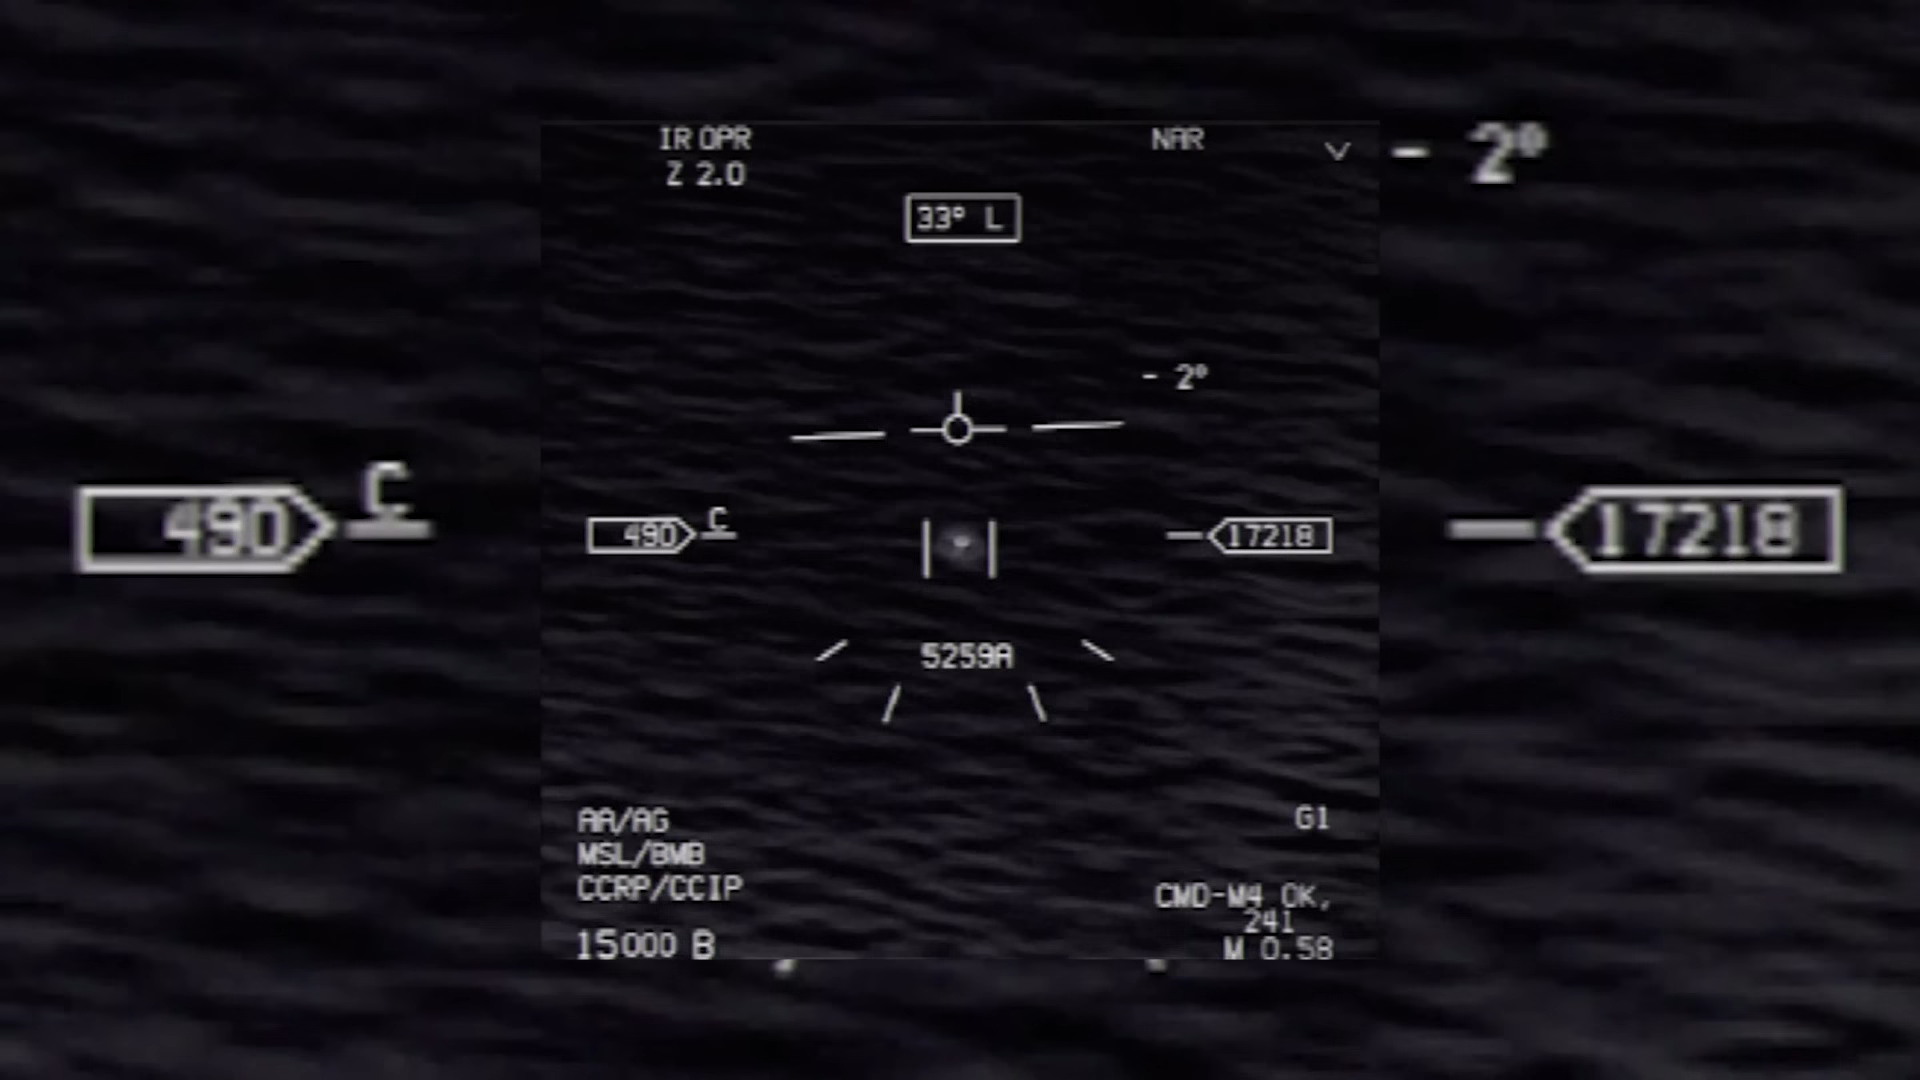 IR OPR
Z 2.0
NAR
33° L
- 2°
- 2°
490
C
490
C
17218
17218
5259A
AA/AG
MSL/BMB
CCRP/CCIP
15000 B
G1
CMD-M4 OK,
241
M 0.58